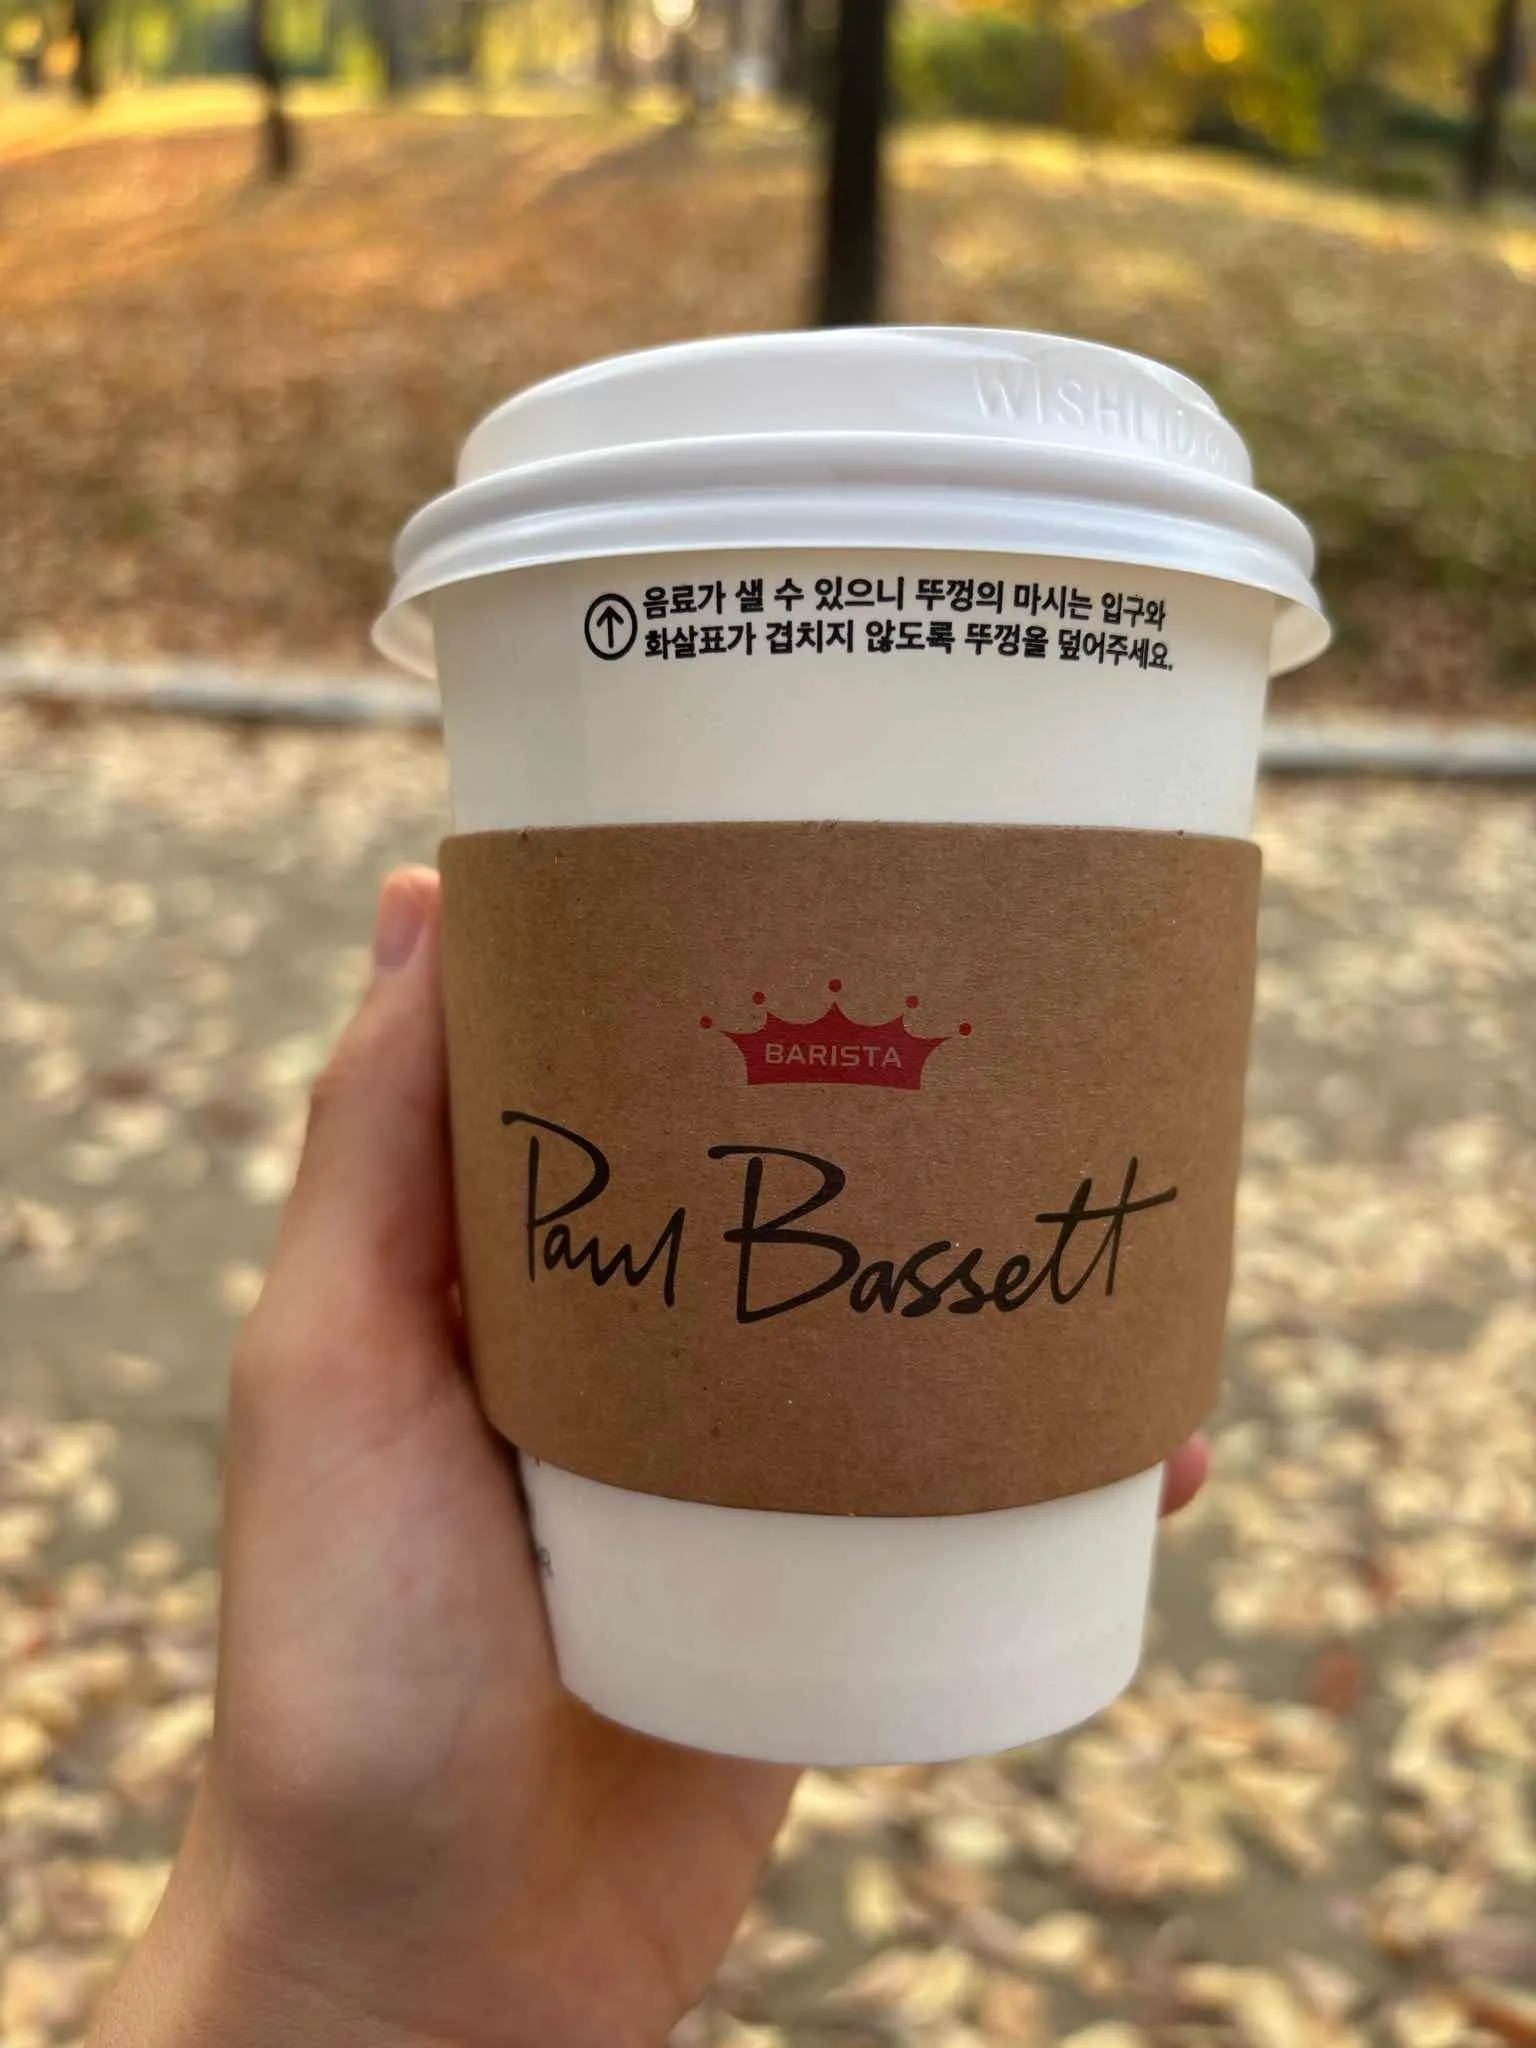 WISHLID
음료가 샐 수 있으니 뚜껑의 마시는 입구와
화살표가 겹치지 않도록 뚜껑을 덮어주세요.
BARISTA
Paul Bassett